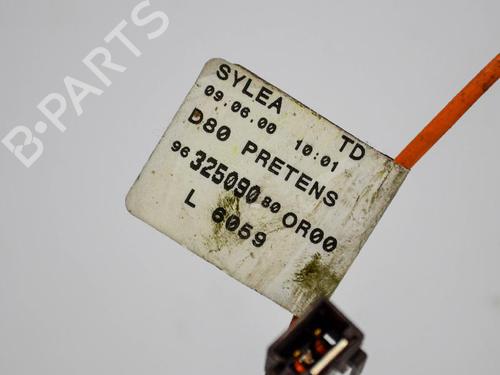 B-PARTS
SYLEA TD
09.06.00 10:01
D80 PRETENS
96 325090 80 OR00
L 6059